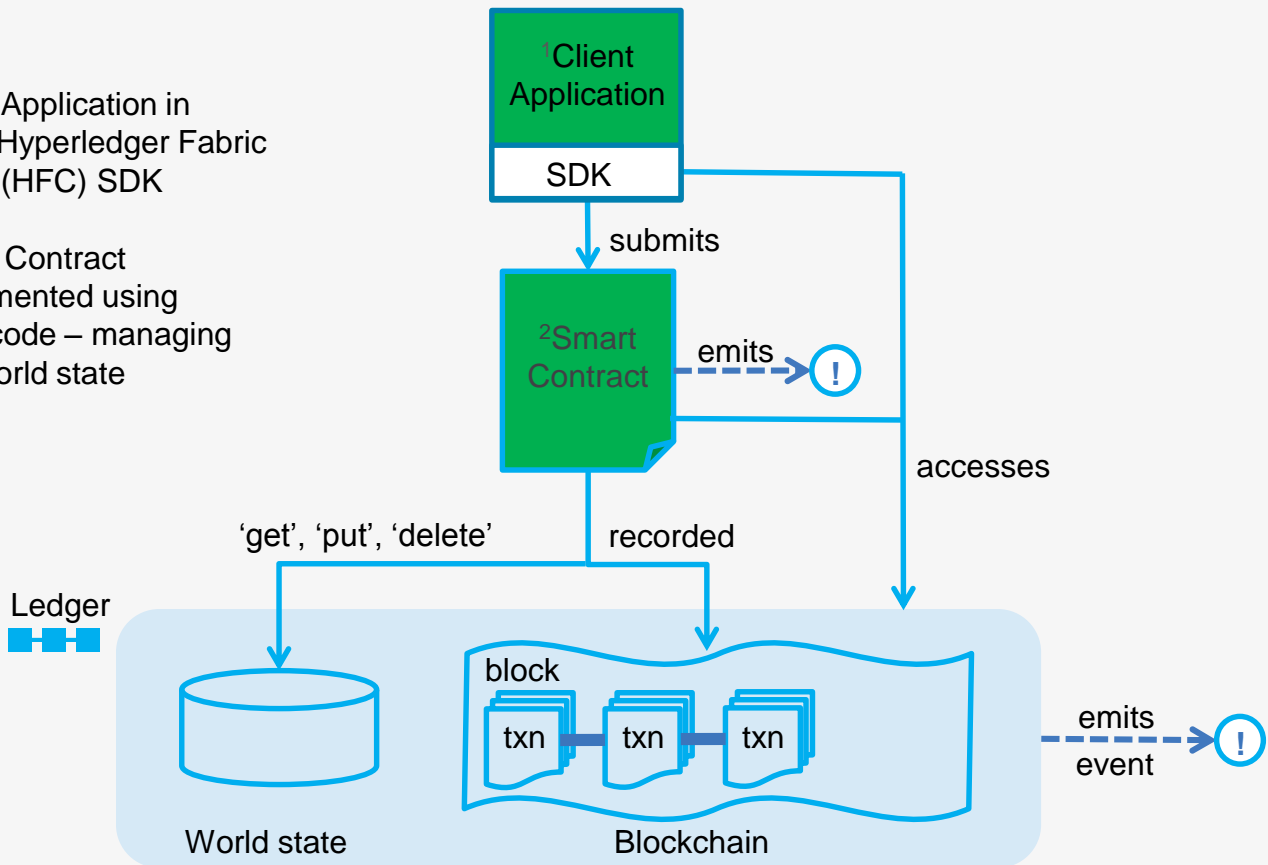 ¹Client
Application
SDK
Application in
Hyperledger Fabric
(HFC) SDK
Contract
mented using
code – managing
orld state
submits
²Smart
Contract
emits
!
accesses
‘get’, ‘put’, ‘delete’
recorded
Ledger
block
txn
txn
txn
emits
event
!
World state
Blockchain